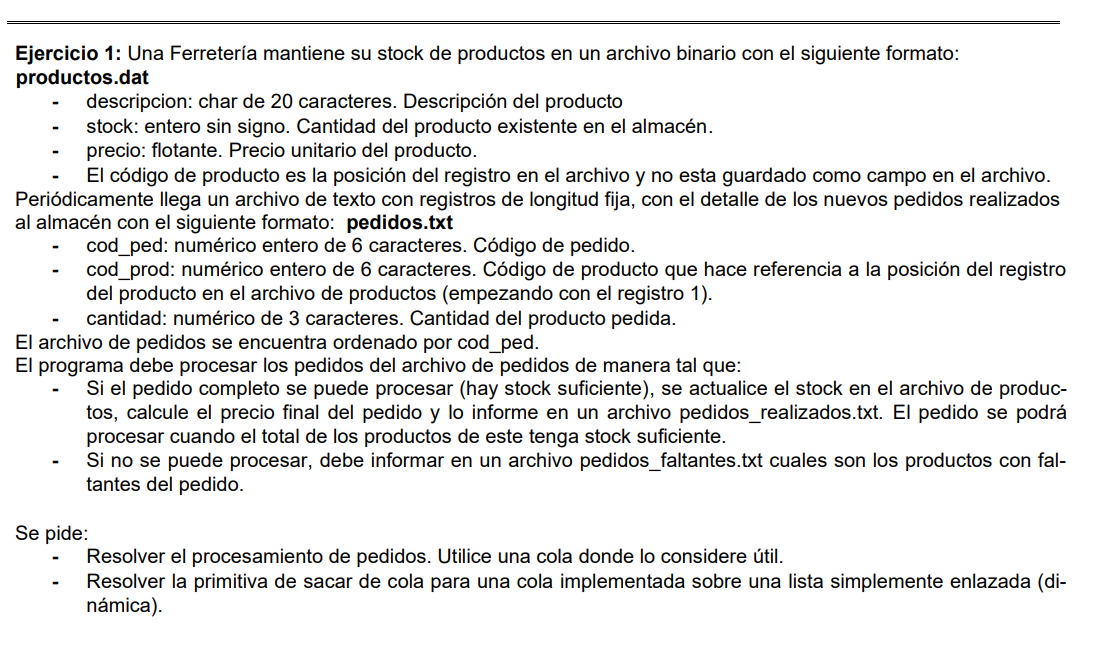 Ejercicio 1: Una Ferretería mantiene su stock de productos en un archivo binario con el siguiente formato:
productos.dat
- descripcion: char de 20 caracteres. Descripción del producto
- stock: entero sin signo. Cantidad del producto existente en el almacén.
- precio: flotante. Precio unitario del producto.
- El código de producto es la posición del registro en el archivo y no esta guardado como campo en el archivo.
Periódicamente llega un archivo de texto con registros de longitud fija, con el detalle de los nuevos pedidos realizados
al almacén con el siguiente formato: pedidos.txt
- cod_ped: numérico entero de 6 caracteres. Código de pedido.
- cod_prod: numérico entero de 6 caracteres. Código de producto que hace referencia a la posición del registro
del producto en el archivo de productos (empezando con el registro 1).
- cantidad: numérico de 3 caracteres. Cantidad del producto pedida.
El archivo de pedidos se encuentra ordenado por cod_ped.
El programa debe procesar los pedidos del archivo de pedidos de manera tal que:
- Si el pedido completo se puede procesar (hay stock suficiente), se actualice el stock en el archivo de produc-
tos, calcule el precio final del pedido y lo informe en un archivo pedidos_realizados.txt. El pedido se podrá
procesar cuando el total de los productos de este tenga stock suficiente.
- Si no se puede procesar, debe informar en un archivo pedidos_faltantes.txt cuales son los productos con fal-
tantes del pedido.
Se pide:
- Resolver el procesamiento de pedidos. Utilice una cola donde lo considere útil.
- Resolver la primitiva de sacar de cola para una cola implementada sobre una lista simplemente enlazada (di-
námica).